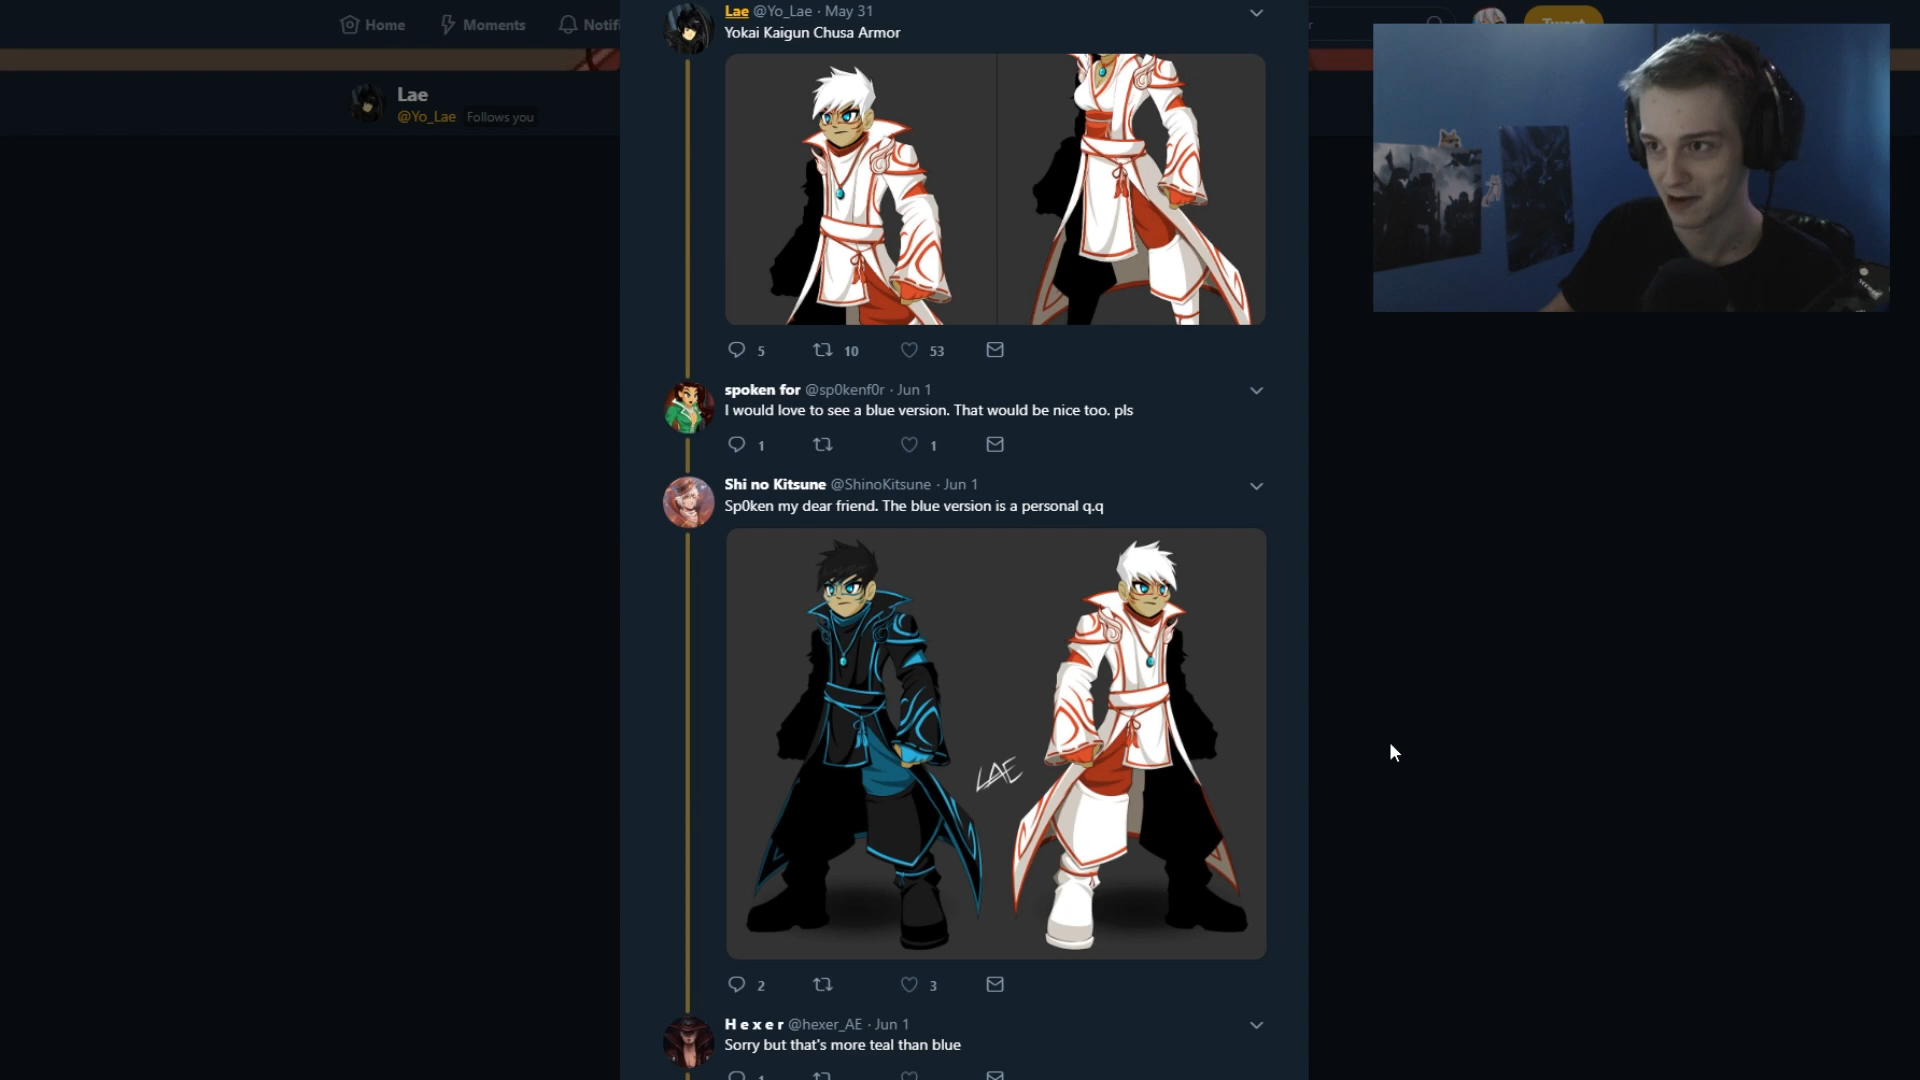 Home
Moments
Notif
r
Tweet
Lae
@Yo_Lae Follows you
Lae @Yo_Lae · May 31
Yokai Kaigun Chusa Armor
5 10 53
spoken for @sp0kenf0r · Jun 1
I would love to see a blue version. That would be nice too. pls
1 1
Shi no Kitsune @ShinoKitsune · Jun 1
Sp0ken my dear friend. The blue version is a personal q.q
LAE
2 3
H e x e r @hexer_AE · Jun 1
Sorry but that's more teal than blue
1